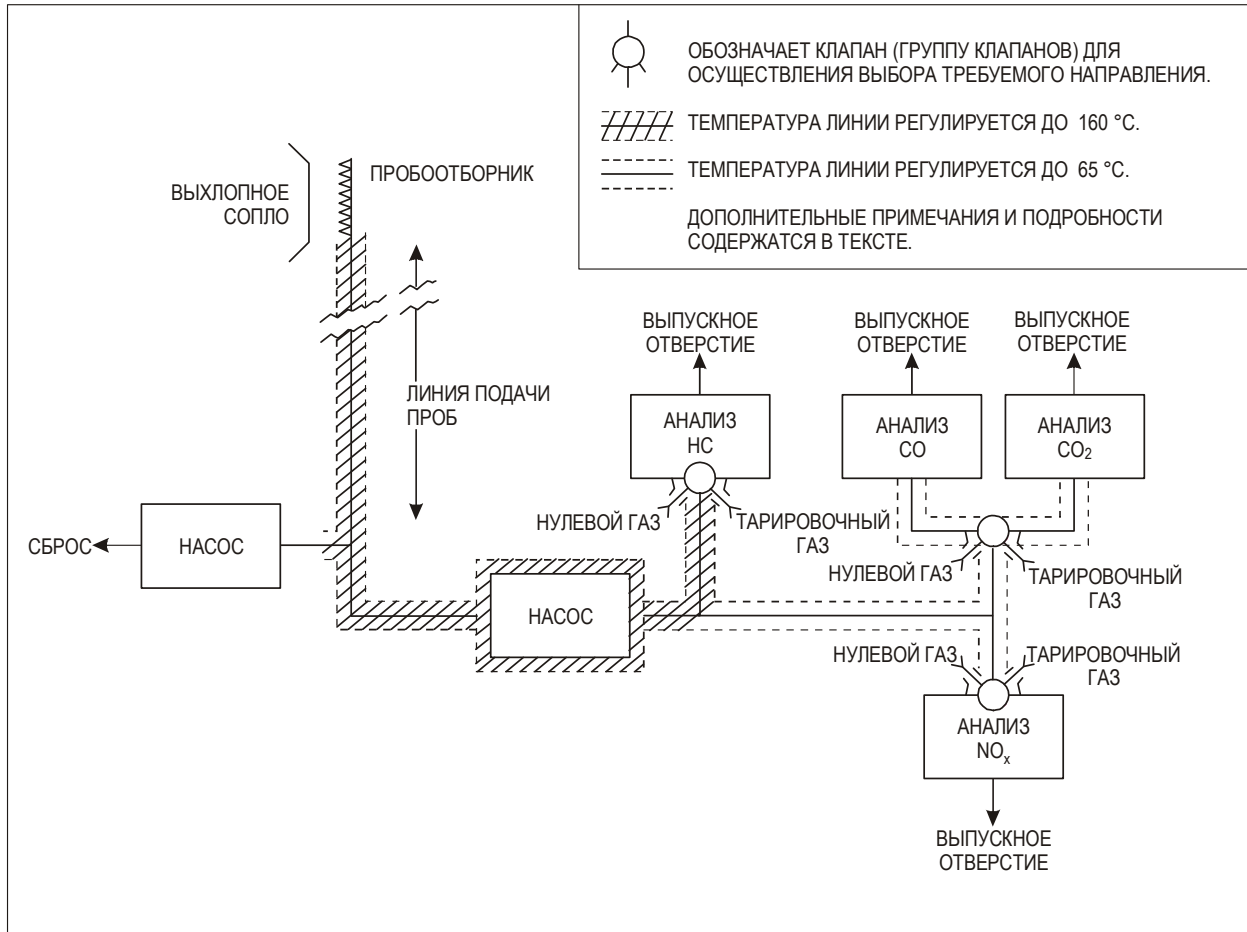 ОБОЗНАЧАЕТ КЛАПАН (ГРУППУ КЛАПАНОВ) ДЛЯ
ОСУЩЕСТВЛЕНИЯ ВЫБОРА ТРЕБУЕМОГО НАПРАВЛЕНИЯ.
ТЕМПЕРАТУРА ЛИНИИ РЕГУЛИРУЕТСЯ ДО 160 °C.
ТЕМПЕРАТУРА ЛИНИИ РЕГУЛИРУЕТСЯ ДО 65 °C.
ДОПОЛНИТЕЛЬНЫЕ ПРИМЕЧАНИЯ И ПОДРОБНОСТИ
СОДЕРЖАТСЯ В ТЕКСТЕ.
ПРОБООТБОРНИК
ВЫХЛОПНОЕ
СОПЛО
ЛИНИЯ ПОДАЧИ
ПРОБ
ВЫПУСКНОЕ
ОТВЕРСТИЕ
ВЫПУСКНОЕ
ОТВЕРСТИЕ
ВЫПУСКНОЕ
ОТВЕРСТИЕ
АНАЛИЗ
HC
АНАЛИЗ
CO
АНАЛИЗ
CO₂
НУЛЕВОЙ ГАЗ
ТАРИРОВОЧНЫЙ
ГАЗ
НУЛЕВОЙ ГАЗ
ТАРИРОВОЧНЫЙ
ГАЗ
СБРОС
НАСОС
НАСОС
НУЛЕВОЙ ГАЗ
ТАРИРОВОЧНЫЙ
ГАЗ
АНАЛИЗ
NOₓ
ВЫПУСКНОЕ
ОТВЕРСТИЕ